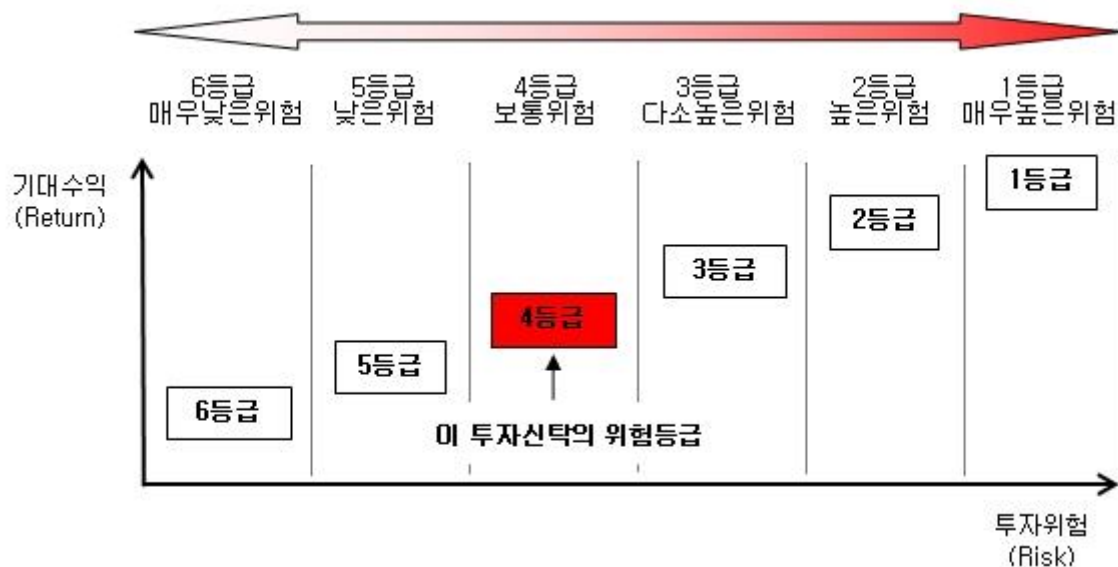 6등급
매우낮은위험
5등급
낮은위험
4등급
보통위험
3등급
다소높은위험
2등급
높은위험
1등급
매우높은위험
기대수익
(Return)
1등급
2등급
3등급
4등급
5등급
6등급
이 투자신탁의 위험등급
투자위험
(Risk)